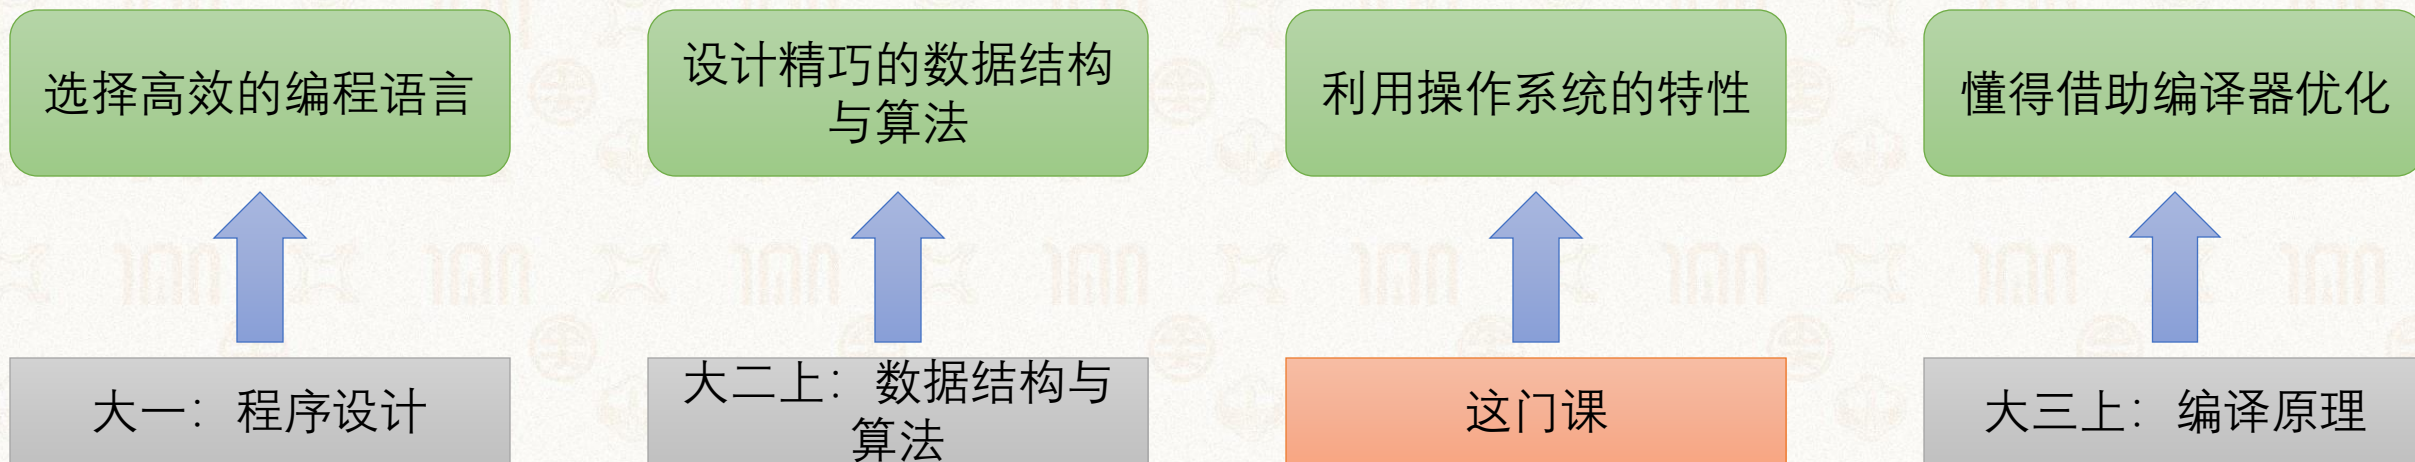 选择高效的编程语言
设计精巧的数据结构
与算法
利用操作系统的特性
懂得借助编译器优化
大一：程序设计
大二上：数据结构与
算法
这门课
大三上：编译原理